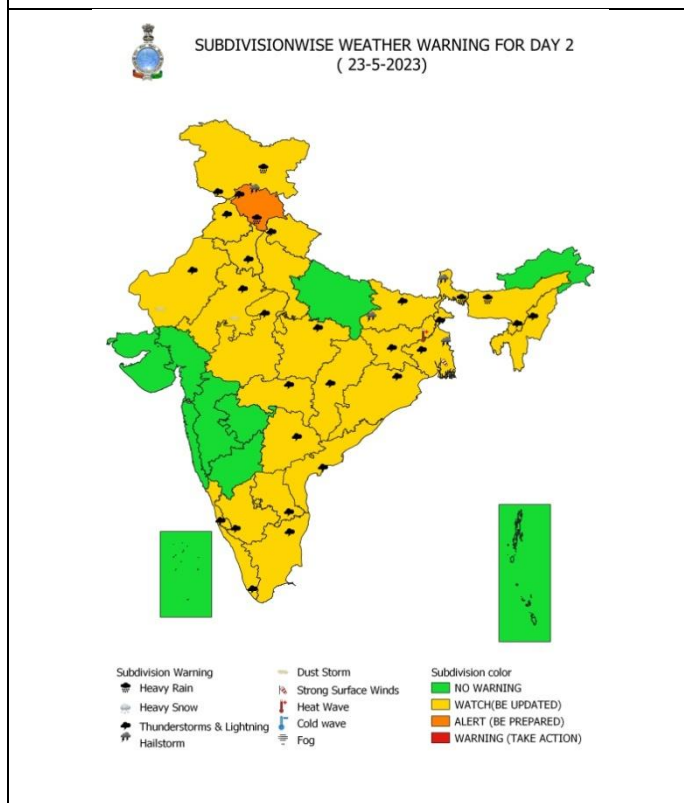 SUBDIVISIONWISE WEATHER WARNING FOR DAY 2
( 23-5-2023)
Subdivision Warning
Heavy Rain
Heavy Snow
Thunderstorms & Lightning
Hailstorm
Dust Storm
Strong Surface Winds
Heat Wave
Cold wave
Fog
Subdivision color
NO WARNING
WATCH(BE UPDATED)
ALERT (BE PREPARED)
WARNING (TAKE ACTION)